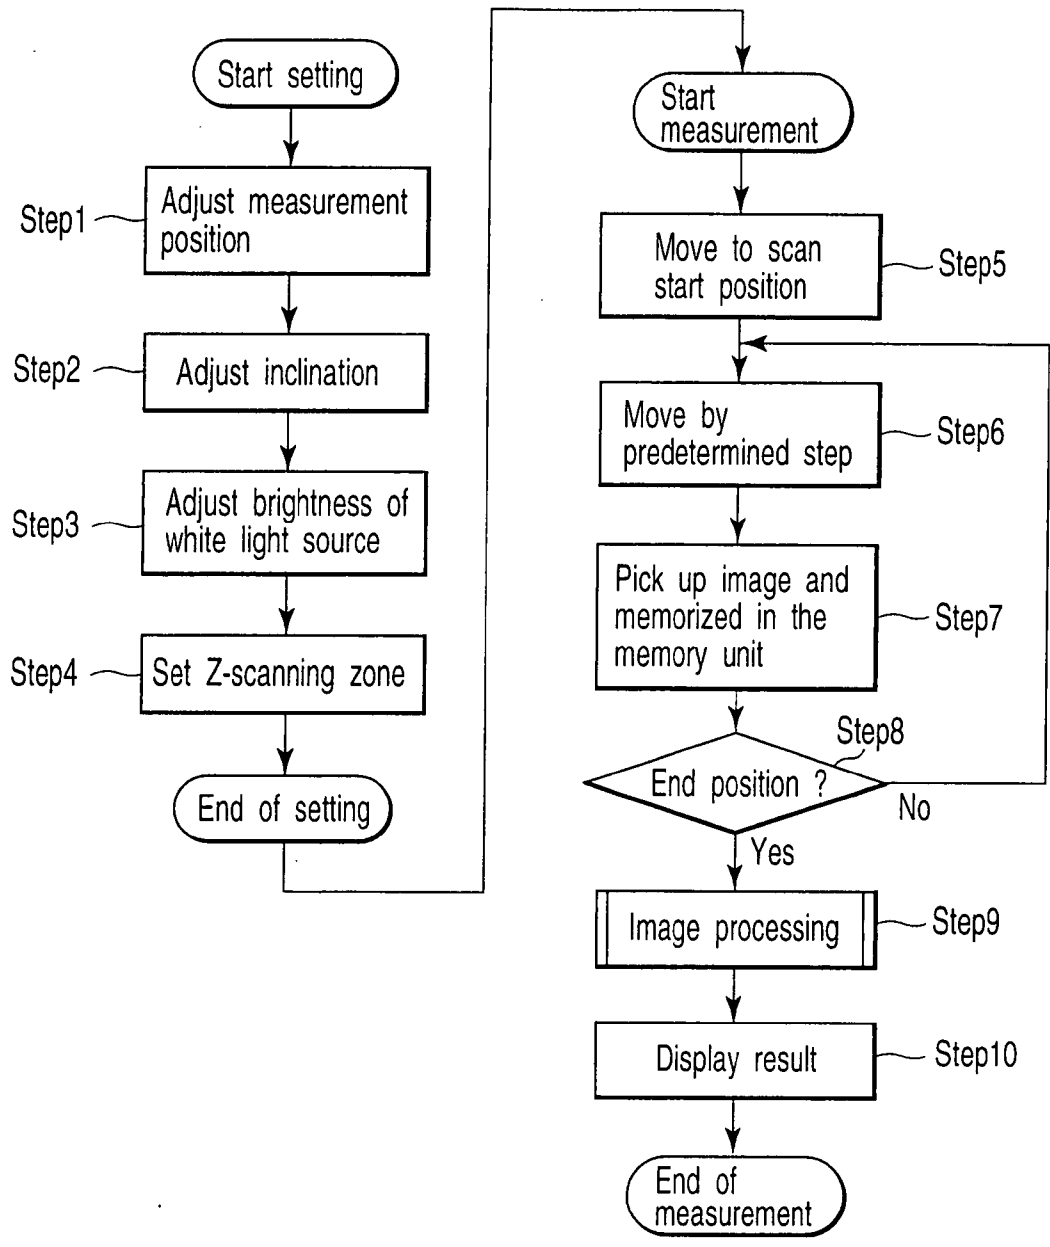 Start setting
Step1
Adjust measurement
position
Step2
Adjust inclination
Step3
Adjust brightness of
white light source
Step4
Set Z-scanning zone
End of setting
Start
measurement
Move to scan
start position
Step5
Move by
predetermined step
Step6
Pick up image and
memorized in the
memory unit
Step7
Step8
End position ?
No
Yes
Image processing
Step9
Display result
Step10
End of
measurement